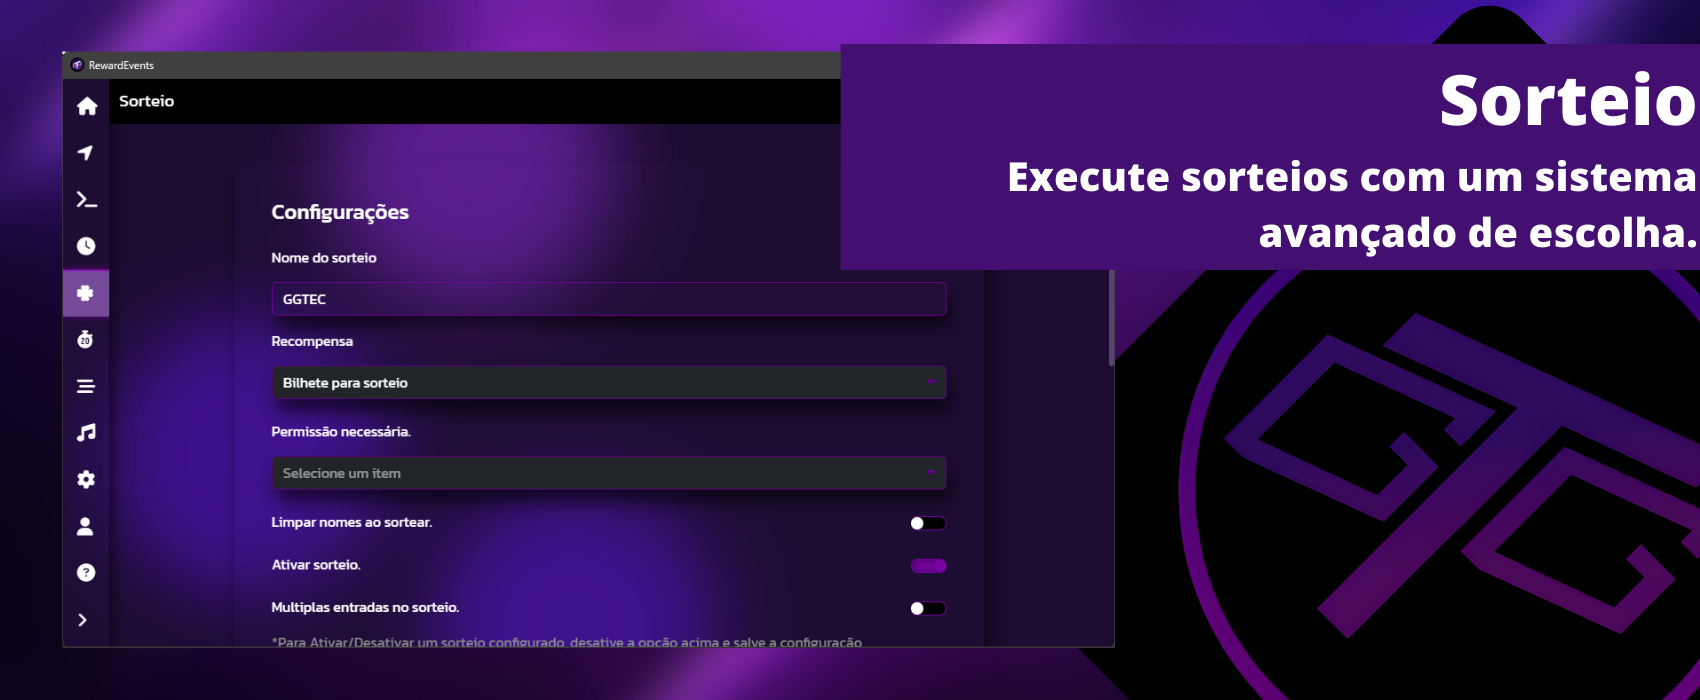 RewardEvents
Sorteio
Sorteio
Execute sorteios com um sistema
avançado de escolha.
Configurações
Nome do sorteio
GGTEC
Recompensa
Bilhete para sorteio
Permissão necessária.
Selecione um item
Limpar nomes ao sortear.
Ativar sorteio.
20
Multiplas entradas no sorteio.
*Para Ativar/Desativar um sorteio configurado, desative a opção acima e salve a configuração